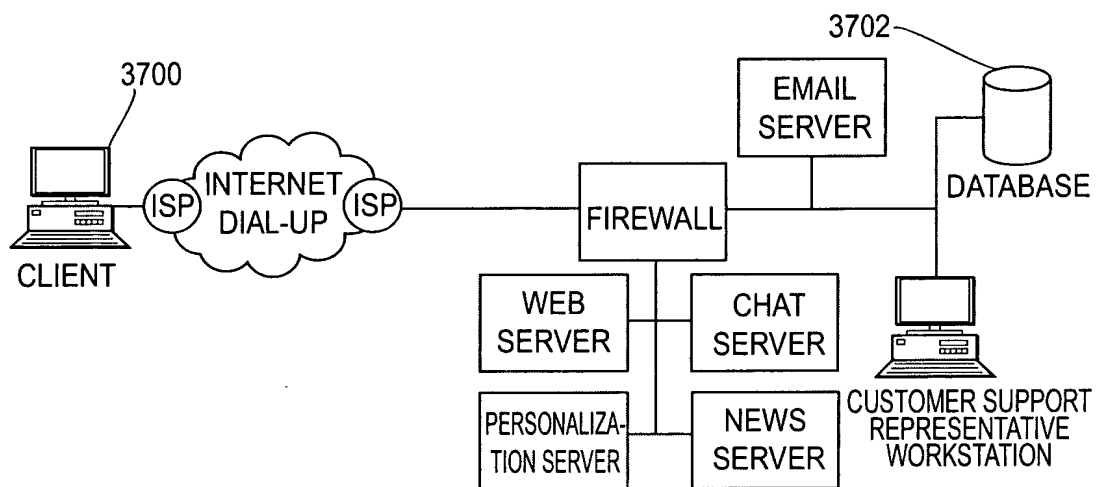 3700
3702
EMAIL
SERVER
ISP
INTERNET
DIAL-UP
ISP
FIREWALL
DATABASE
CLIENT
WEB
SERVER
CHAT
SERVER
PERSONALIZA-
TION SERVER
NEWS
SERVER
CUSTOMER SUPPORT
REPRESENTATIVE
WORKSTATION